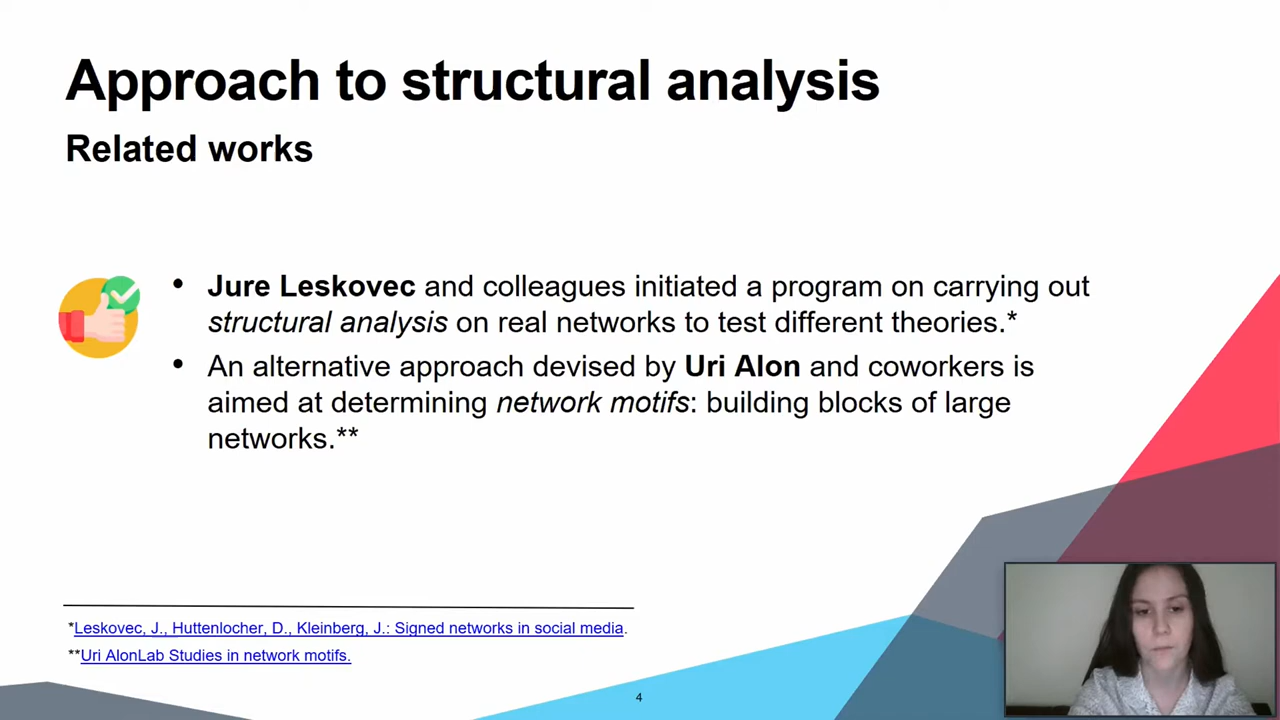 Approach to structural analysis
Related works
• Jure Leskovec and colleagues initiated a program on carrying out
structural analysis on real networks to test different theories.*
• An alternative approach devised by Uri Alon and coworkers is
aimed at determining network motifs: building blocks of large
networks.**
*Leskovec, J., Huttenlocher, D., Kleinberg, J.: Signed networks in social media.
**Uri AlonLab Studies in network motifs.
4